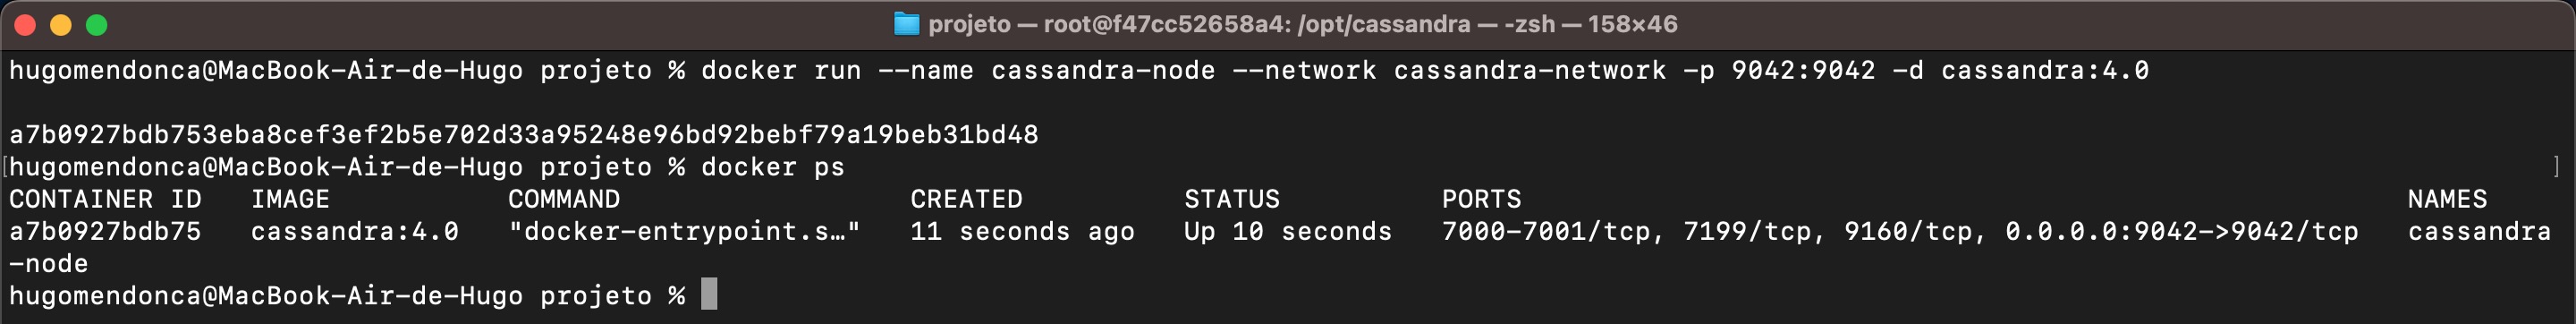 projeto — root@f47cc52658a4: /opt/cassandra — -zsh — 158×46
hugomendonca@MacBook-Air-de-Hugo projeto % docker run --name cassandra-node --network cassandra-network -p 9042:9042 -d cassandra:4.0
a7b0927bdb753eba8cef3ef2b5e702d33a95248e96bd92bebf79a19beb31bd48
[hugomendonca@MacBook-Air-de-Hugo projeto % docker ps ]
CONTAINER ID   IMAGE           COMMAND                  CREATED          STATUS          PORTS                                                       NAMES
a7b0927bdb75   cassandra:4.0   "docker-entrypoint.s…"   11 seconds ago   Up 10 seconds   7000-7001/tcp, 7199/tcp, 9160/tcp, 0.0.0.0:9042->9042/tcp   cassandra
-node
hugomendonca@MacBook-Air-de-Hugo projeto %